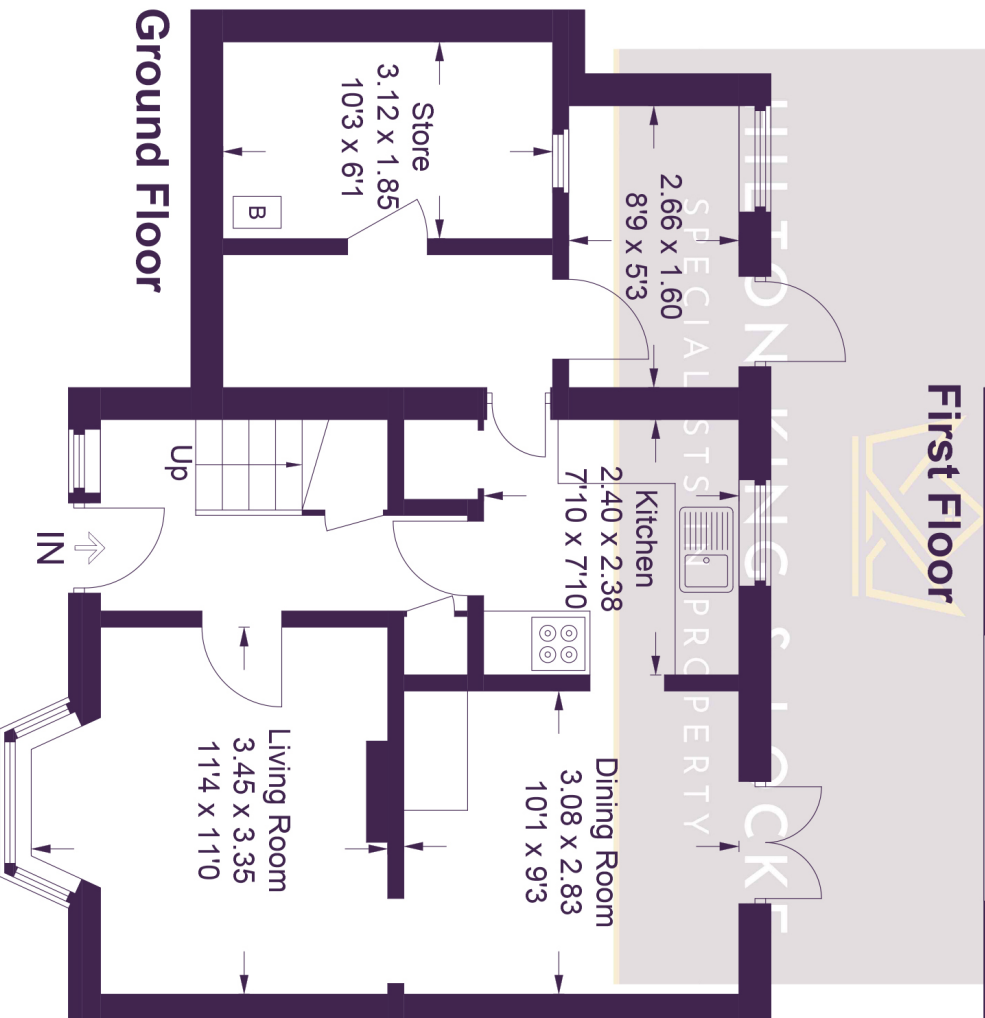 First Floor
HILTON KING & LOCKE
SPECIALISTS IN PROPERTY
2.66 x 1.60
8'9 x 5'3
Kitchen
2.40 x 2.38
7'10 x 7'10
Dining Room
3.08 x 2.83
10'1 x 9'3
Store
3.12 x 1.85
10'3 x 6'1
B
Up
Living Room
3.45 x 3.35
11'4 x 11'0
IN
Ground Floor